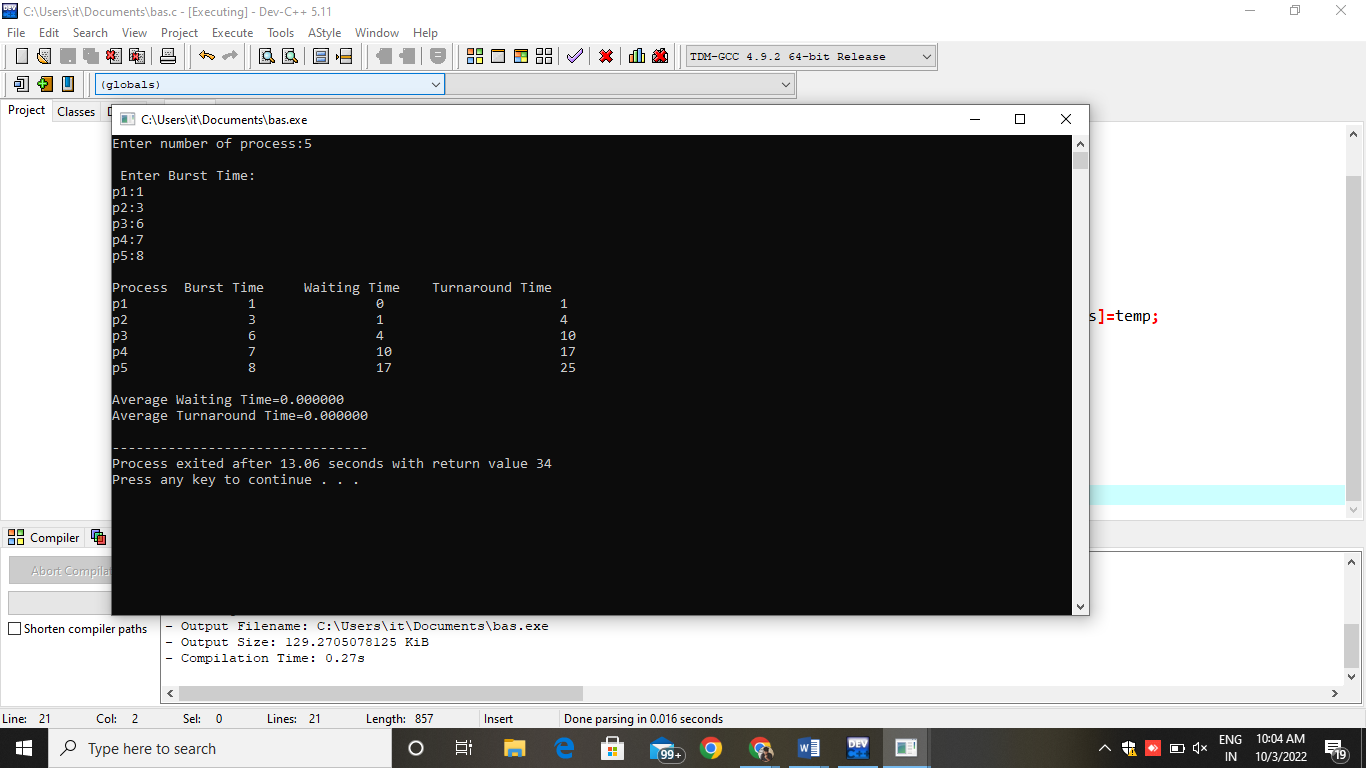 C:\Users\it\Documents\bas.c - [Executing] - Dev-C++ 5.11
File Edit Search View Project Execute Tools AStyle Window Help
TDM-GCC 4.9.2 64-bit Release
(globals)
Project Classes
C:\Users\it\Documents\bas.exe
Enter number of process:5
Enter Burst Time:
p1:1
p2:3
p3:6
p4:7
p5:8
Process Burst Time Waiting Time Turnaround Time
p1 1 0 1
p2 3 1 4
p3 6 4 10
p4 7 10 17
p5 8 17 25
Average Waiting Time=0.000000
Average Turnaround Time=0.000000
--------------------------------
Process exited after 13.06 seconds with return value 34
Press any key to continue . . .
]=temp;
Compiler
Abort
Shorten compiler paths
- Output Filename: C:\Users\it\Documents\bas.exe
- Output Size: 129.2705078125 KiB
- Compilation Time: 0.27s
Line: 21 Col: 2 Sel: 0 Lines: 21 Length: 857 Insert Done parsing in 0.016 seconds
Type here to search
99+
DEV
ENG
IN
10:04 AM
10/3/2022
19